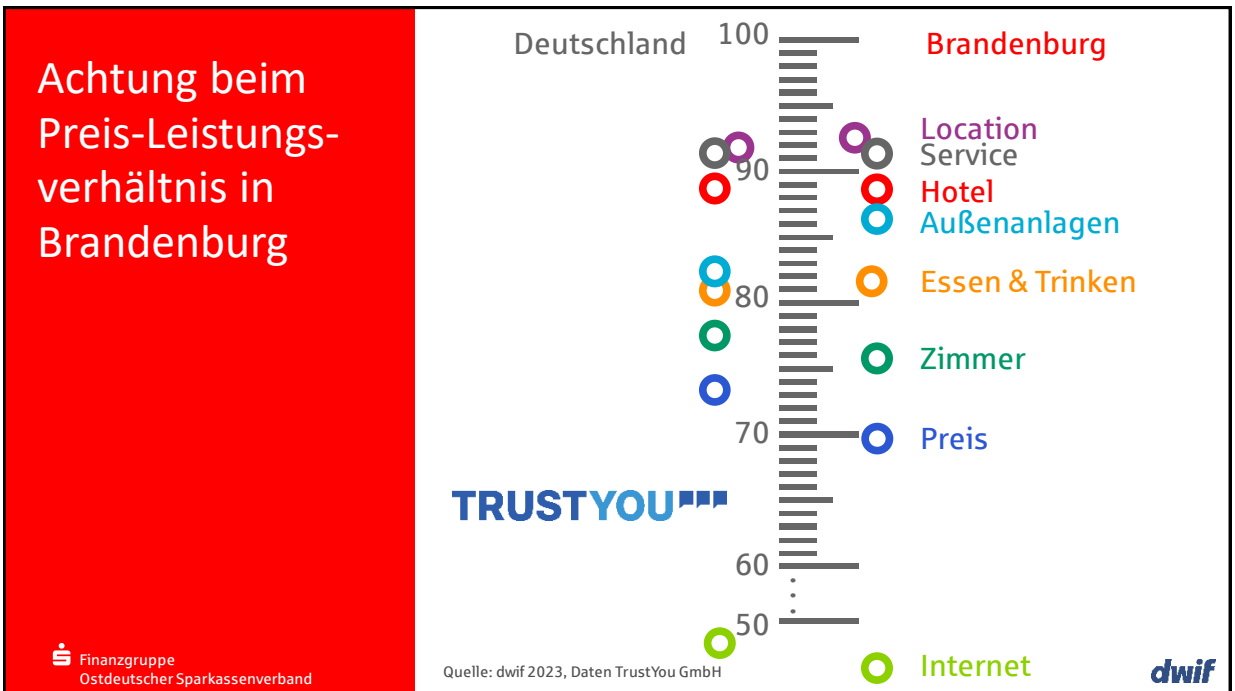 Achtung beim
Preis-Leistungs-
verhältnis in
Brandenburg
Finanzgruppe
Ostdeutscher Sparkassenverband
Deutschland
100
Brandenburg
Location
Service
90
Hotel
Außenanlagen
Essen & Trinken
80
Zimmer
70
Preis
TRUSTYOU
60
50
Internet
Quelle: dwif 2023, Daten TrustYou GmbH
dwif